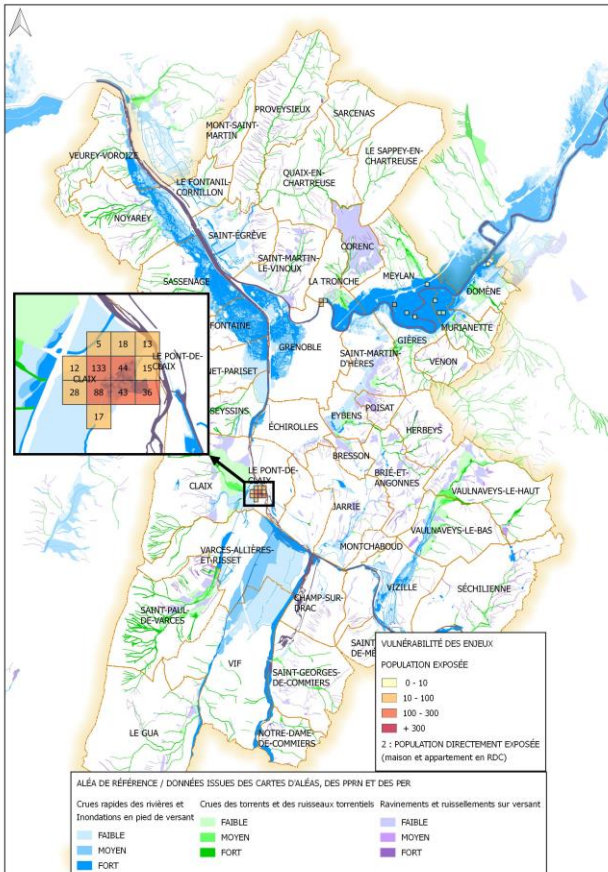 PROVEYSIEUX
SARCENAS
MONT-SAINT-
MARTIN
LE SAPPEY-EN-
CHARTREUSE
VEUREY-VOROIZE
QUAIX-EN-
CHARTREUSE
LE FONTANIL-
CORNILLON
NOYAREY
SAINT-ÉGRÈVE
CORENC
SAINT-MARTIN-
LE-VINOUX
MEYLAN
SASSENAGE
LA TRONCHE
DOMÈNE
MURIANETTE
FONTAINE
GRENOBLE
GIÈRES
SAINT-MARTIN-
D'HÈRES
VENON
5 18 13
LE PONT-DE-
CLAIX
12 133 44 15
CLAIX
28 88 43 36
17
NET-PARISET
POISAT
SEYSSINS
EYBENS
ÉCHIROLLES
HERBEYS
BRESSON
BRIÉ-ET-
ANGONNES
LE PONT-DE-
CLAIX
CLAIX
VAULNAVEYS-LE-HAUT
JARRIE
VAULNAVEYS-LE-BAS
MONTCHABOUD
VARCES-ALLIÈRES-
ET-RISSET
VIZILLE
SÉCHILIENNE
CHAMP-SUR-
DRAC
SAINT-PAUL-
DE-VARCES
SAINT
DE-MÉ
VIF
SAINT-GEORGES-
DE-COMMIERS
LE GUA
NOTRE-DAME-
DE-COMMIERS
VULNÉRABILITÉ DES ENJEUX
POPULATION EXPOSÉE
0 - 10
10 - 100
100 - 300
+ 300
2 : POPULATION DIRECTEMENT EXPOSÉE
(maison et appartement en RDC)
ALÉA DE RÉFÉRENCE / DONNÉES ISSUES DES CARTES D'ALÉAS, DES PPRN ET DES PER
Crues rapides des rivières et
Inondations en pied de versant
FAIBLE
MOYEN
FORT
Crues des torrents et des ruisseaux torrentiels
FAIBLE
MOYEN
FORT
Ravinements et ruissellements sur versant
FAIBLE
MOYEN
FORT